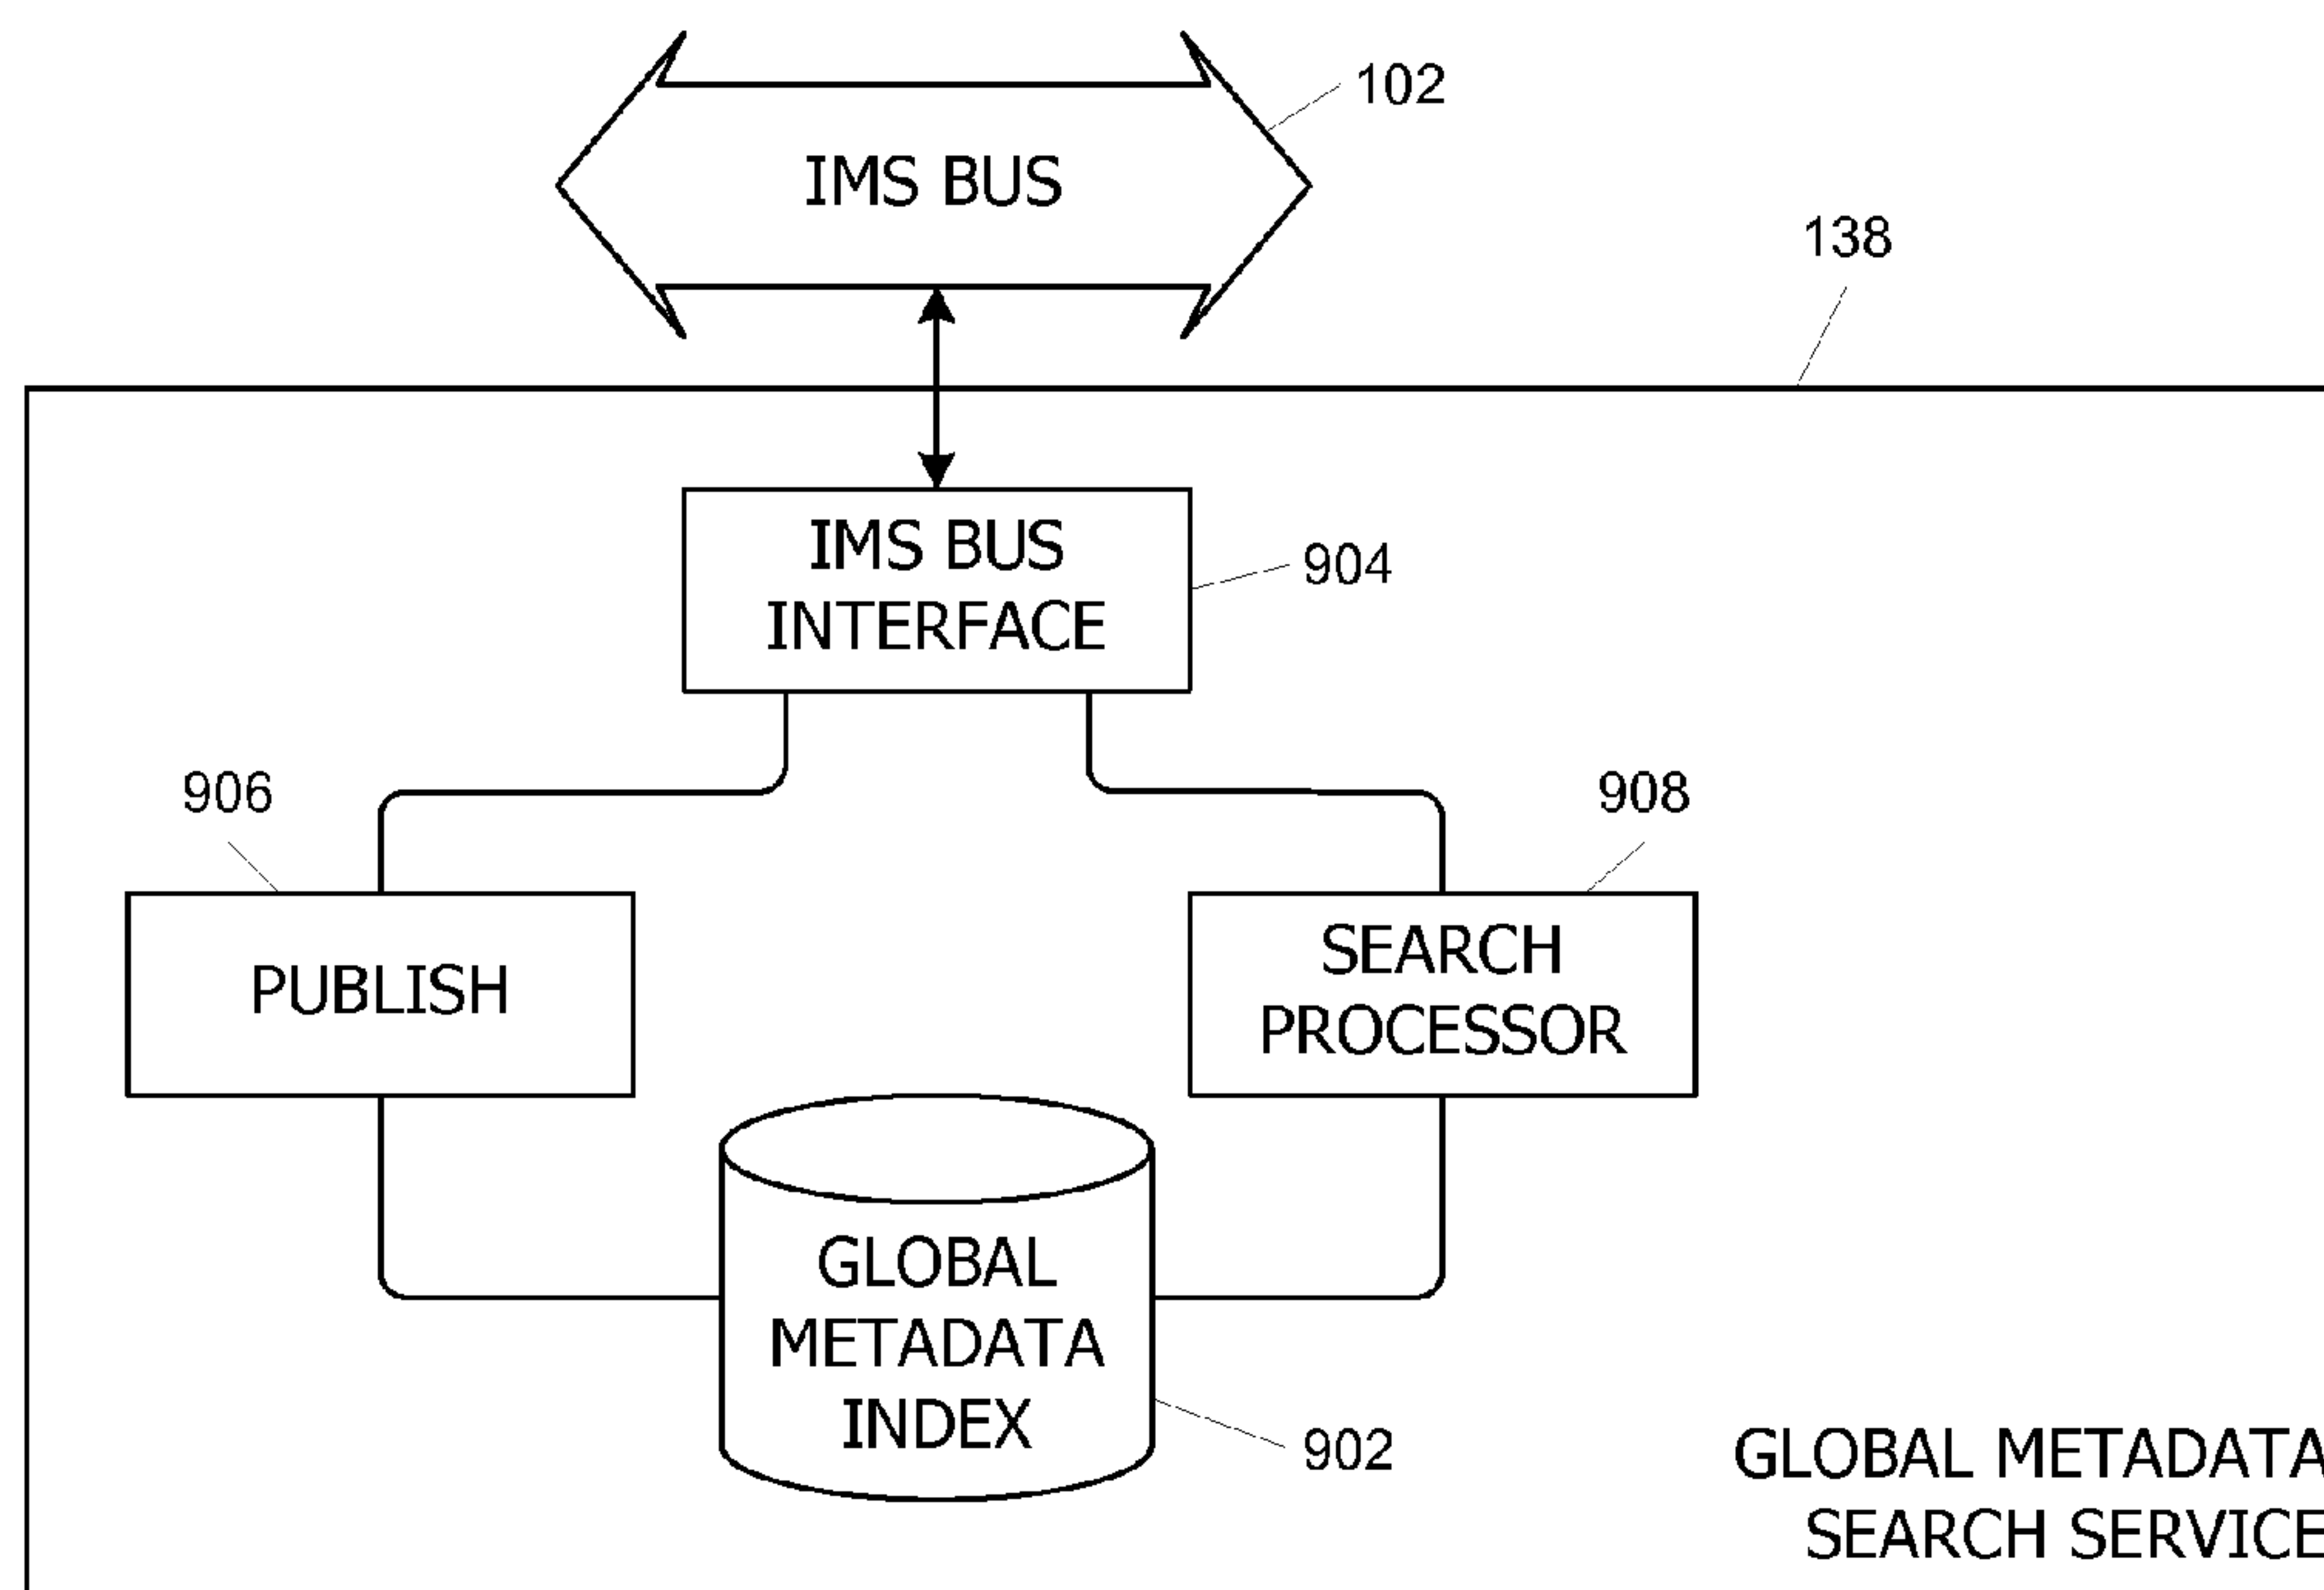 102
IMS BUS
138
IMS BUS
INTERFACE
904
906
908
PUBLISH
SEARCH
PROCESSOR
GLOBAL
METADATA
INDEX
902
GLOBAL METADATA
SEARCH SERVICE